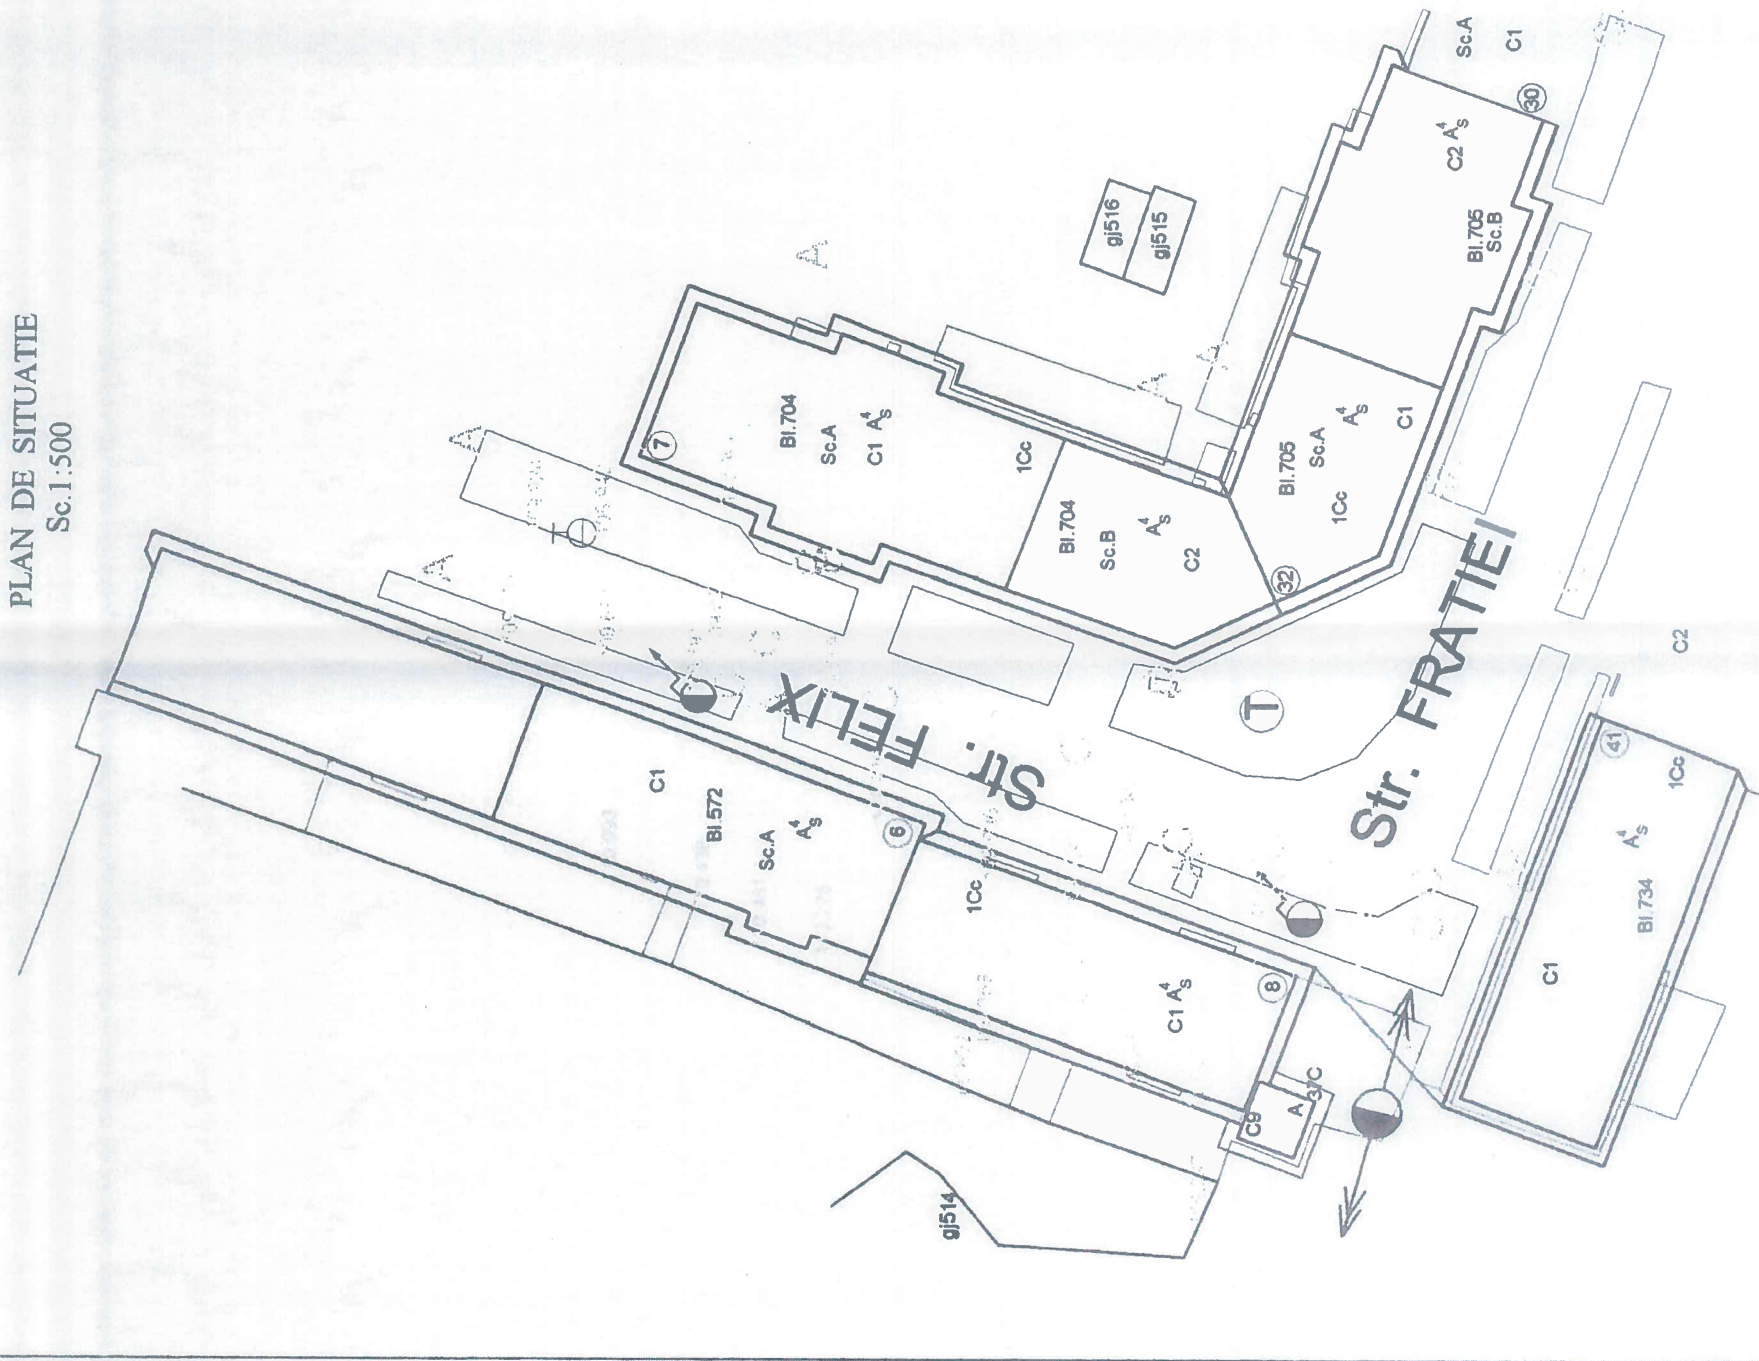 PLAN DE SITUATIE
Sc.1:500
Sc.A
C1
30
C2 A⁴s
Bl.705
Sc.B
gj516
gj515
7
Bl.704
Sc.A
C1 A⁴s
1Cc
Bl.704
Sc.B
A⁴s
C2
Bl.705
Sc.A
A⁴s
C1
1Cc
32
A
A
A
A
A
T
Str. FELIX
Str. FRATIEI
C1
Bl.572
Sc.A
A⁴s
6
1Cc
C1 A⁴s
8
C9
A
37C
gj514
C2
41
1Cc
A⁴s
Bl.734
C1